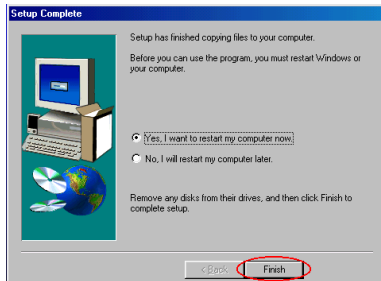 Setup Complete
Setup has finished copying files to your computer.
Before you can use the program, you must restart Windows or
your computer.
Yes, I want to restart my computer now.
No, I will restart my computer later.
Remove any disks from their drives, and then click Finish to
complete setup.
< Back
Finish